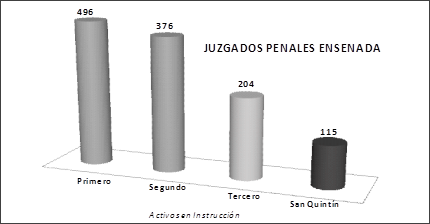 496
376
JUZGADOS PENALES ENSENADA
204
115
Primero
Segundo
Tercero
San Quintín
Activos en Instrucción